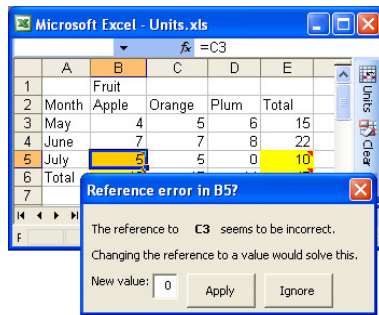 Microsoft Excel - Units.xls
fx =C3
A B C D E
1 Fruit
2 Month Apple Orange Plum Total
3 May 4 5 6 15
4 June 7 7 8 22
5 July 5 5 0 10
6 Total
7
Units
Clear
Reference error in B5?
The reference to C3 seems to be incorrect.
Changing the reference to a value would solve this.
New value: 0 Apply Ignore